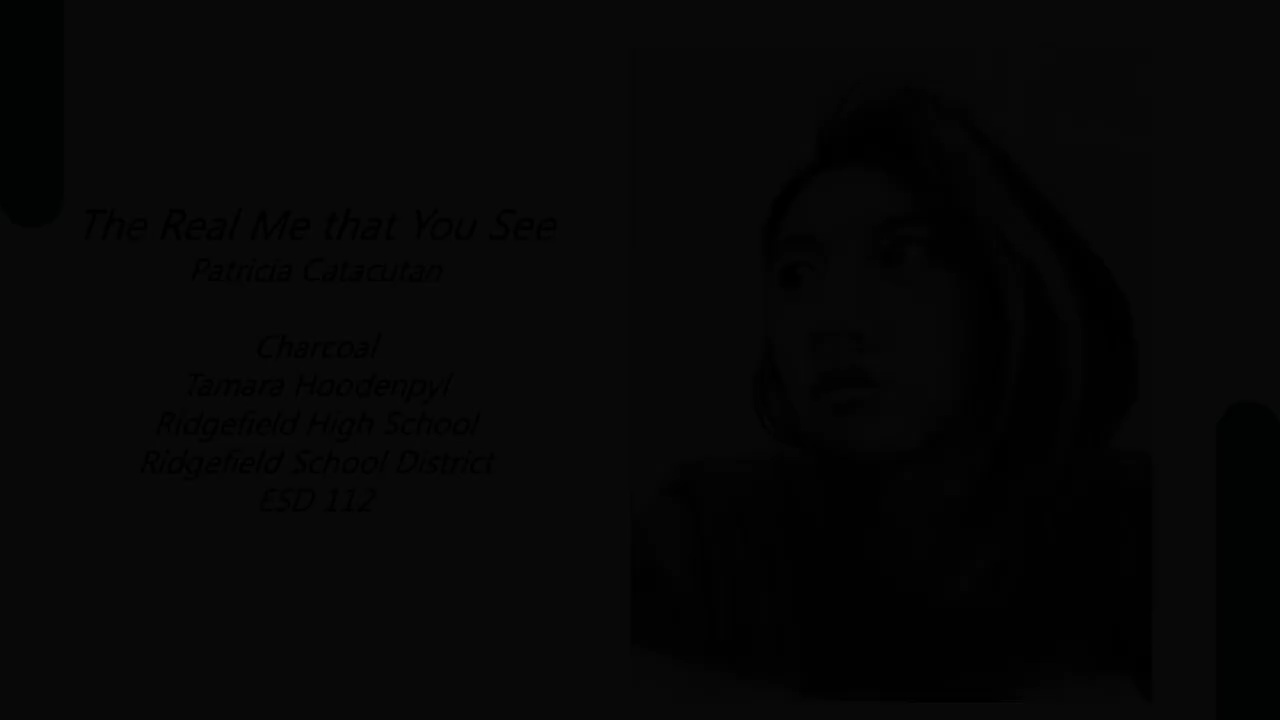 The Real Me that You See
Patricia Catacutan
Charcoal
Tamara Hoodenpyl
Ridgefield High School
Ridgefield School District
ESD 112